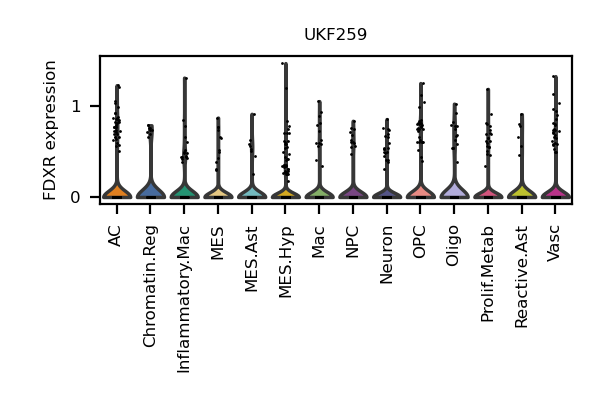 UKF259
FDXR expression
1
0
AC
Chromatin.Reg
Inflammatory.Mac
MES
MES.Ast
MES.Hyp
Mac
NPC
Neuron
OPC
Oligo
Prolif.Metab
Reactive.Ast
Vasc